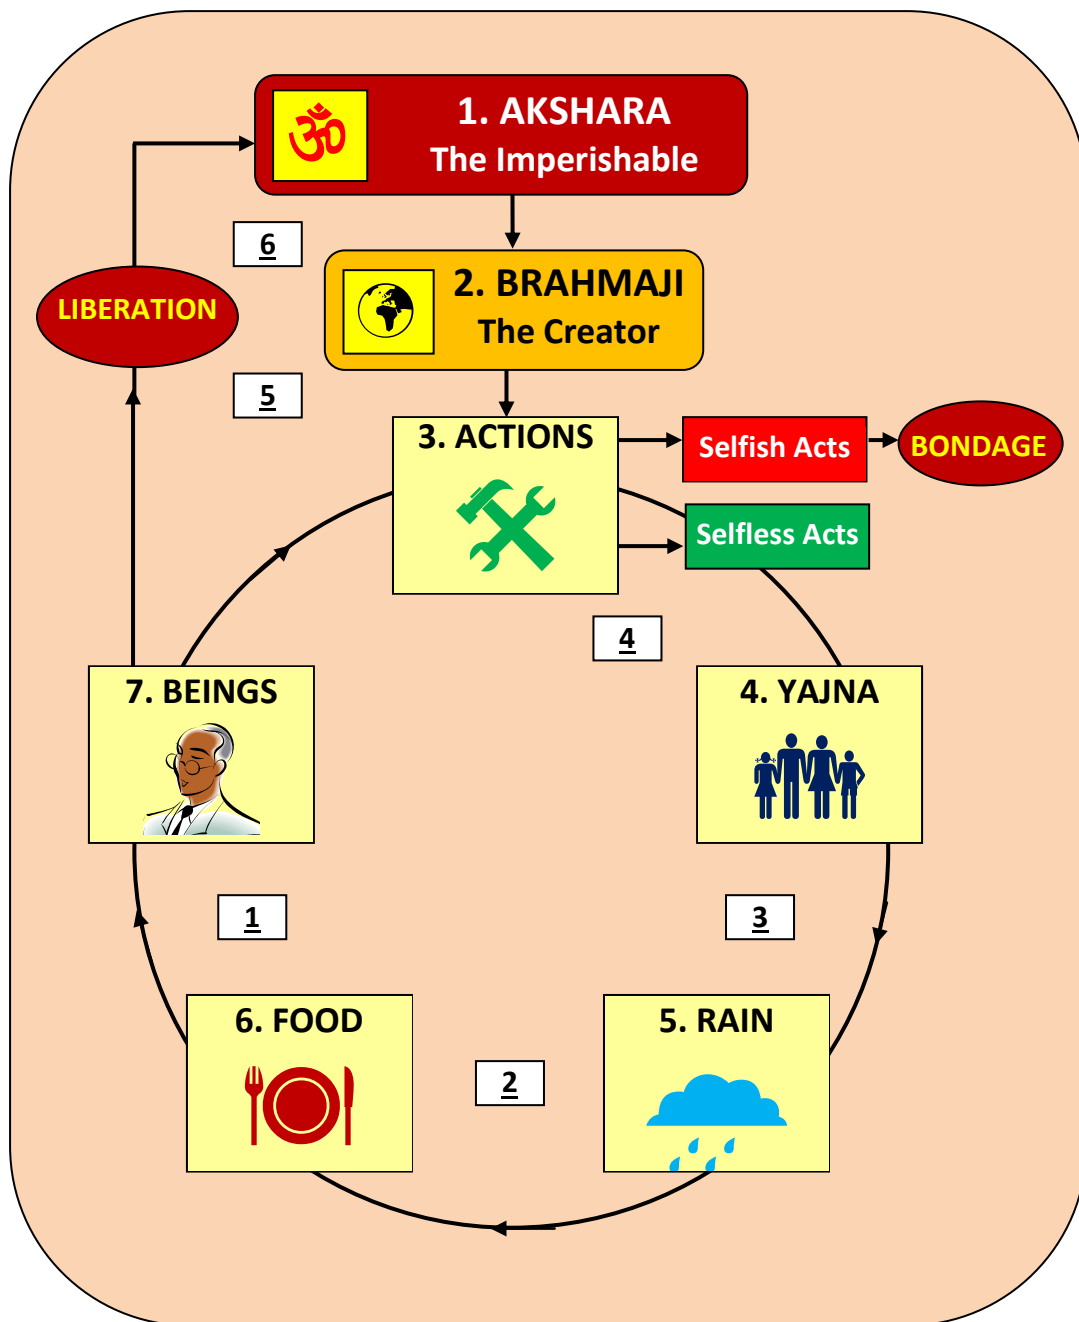 ॐ
1. AKSHARA
The Imperishable
6
2. BRAHMAJI
The Creator
LIBERATION
5
3. ACTIONS
Selfish Acts
BONDAGE
Selfless Acts
4
7. BEINGS
4. YAJNA
1
3
6. FOOD
5. RAIN
2